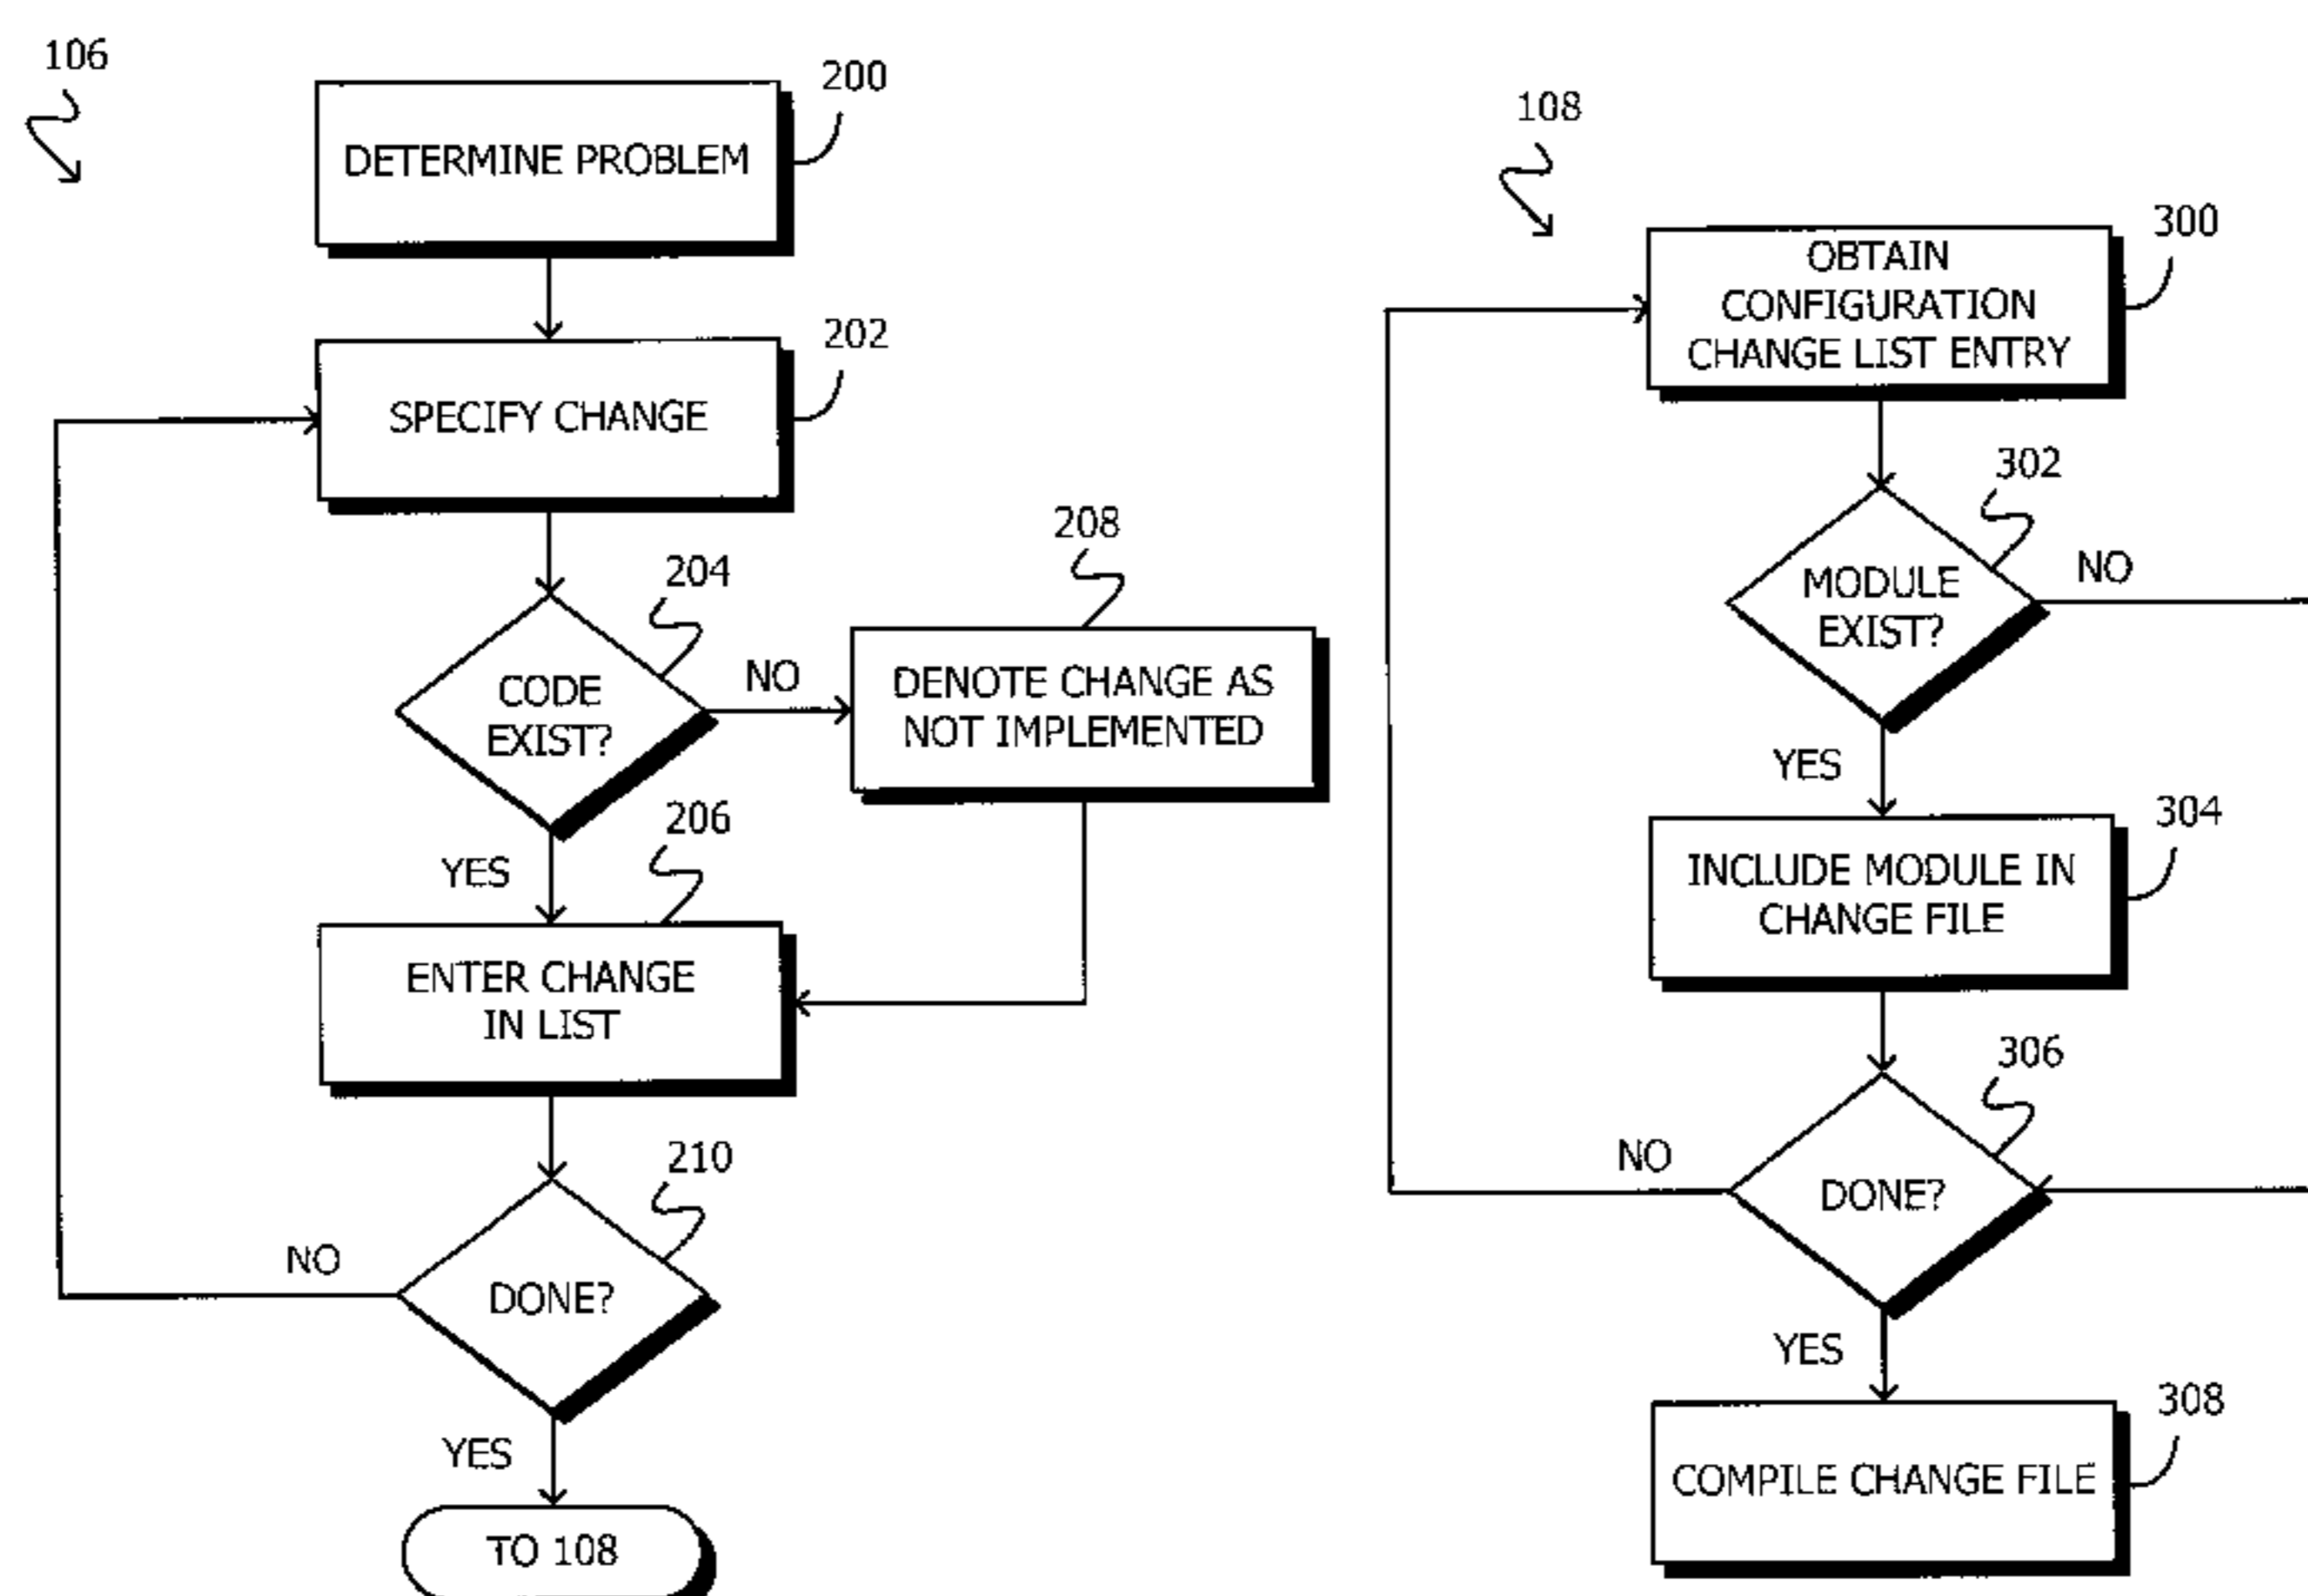 106
200
DETERMINE PROBLEM
202
SPECIFY CHANGE
204
CODE
EXIST?
NO
208
DENOTE CHANGE AS
NOT IMPLEMENTED
YES
206
ENTER CHANGE
IN LIST
210
DONE?
NO
YES
TO 108
108
300
OBTAIN
CONFIGURATION
CHANGE LIST ENTRY
302
MODULE
EXIST?
NO
YES
304
INCLUDE MODULE IN
CHANGE FILE
306
DONE?
NO
YES
308
COMPILE CHANGE FILE